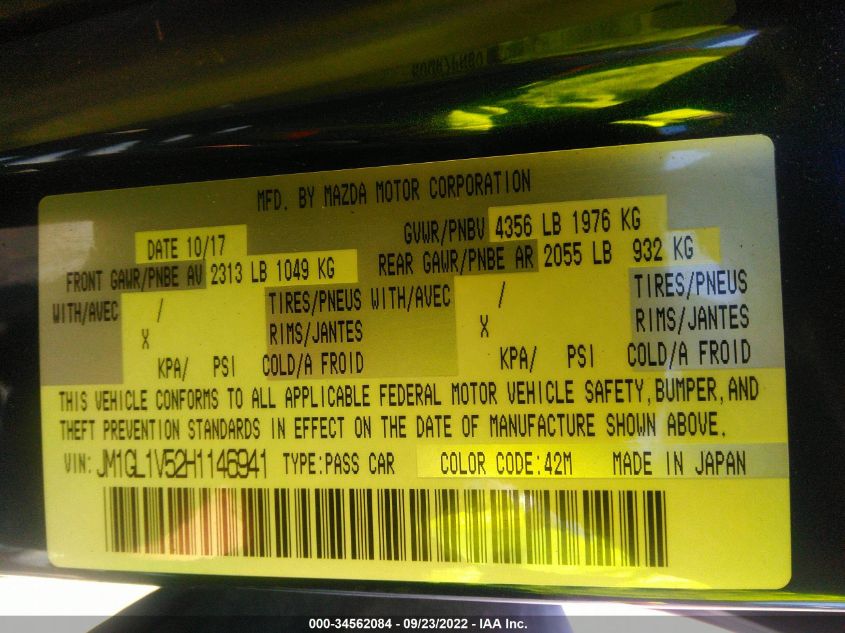 MFD. BY MAZDA MOTOR CORPORATION
DATE 10/17 GVWR/PNBV 4356 LB 1976 KG
FRONT GAWR/PNBE AV 2313 LB 1049 KG REAR GAWR/PNBE AR 2055 LB 932 KG
WITH/AVEC / TIRES/PNEUS WITH/AVEC / TIRES/PNEUS
X RIMS/JANTES X RIMS/JANTES
KPA/ PSI COLD/A FROID KPA/ PSI COLD/A FROID
THIS VEHICLE CONFORMS TO ALL APPLICABLE FEDERAL MOTOR VEHICLE SAFETY, BUMPER, AND
THEFT PREVENTION STANDARDS IN EFFECT ON THE DATE OF MANUFACTURE SHOWN ABOVE.
VIN: JM1GL1V52H1146941 TYPE:PASS CAR COLOR CODE:42M MADE IN JAPAN
000-34562084 - 09/23/2022 - IAA Inc.